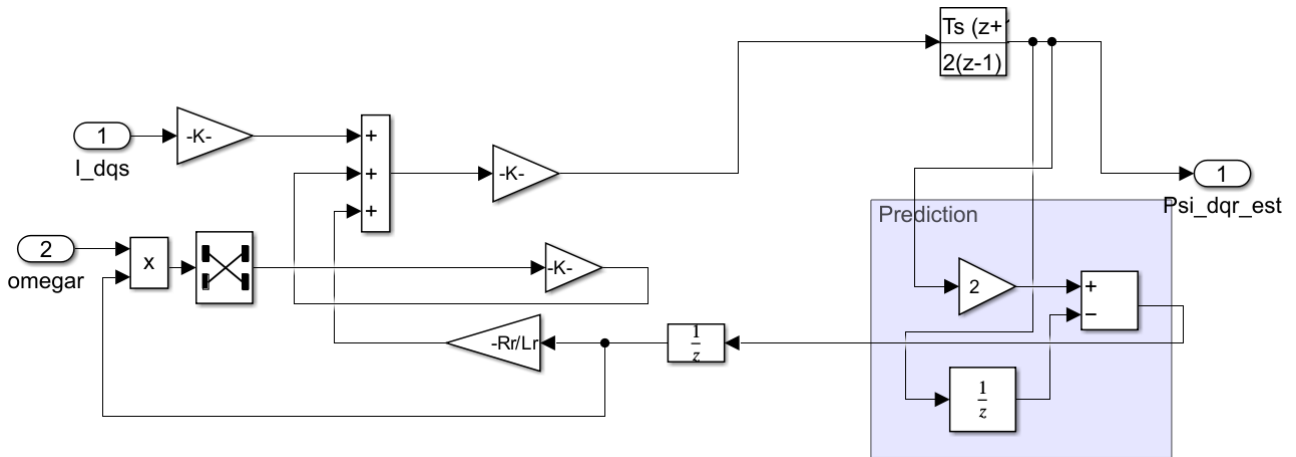 Ts (z+
2(z-1)
1
I_dqs
-K-
+
+
+
-K-
1
Psi_dqr_est
Prediction
2
omegar
x
-K-
2
+
−
-Rr/Lr
1
z
1
z